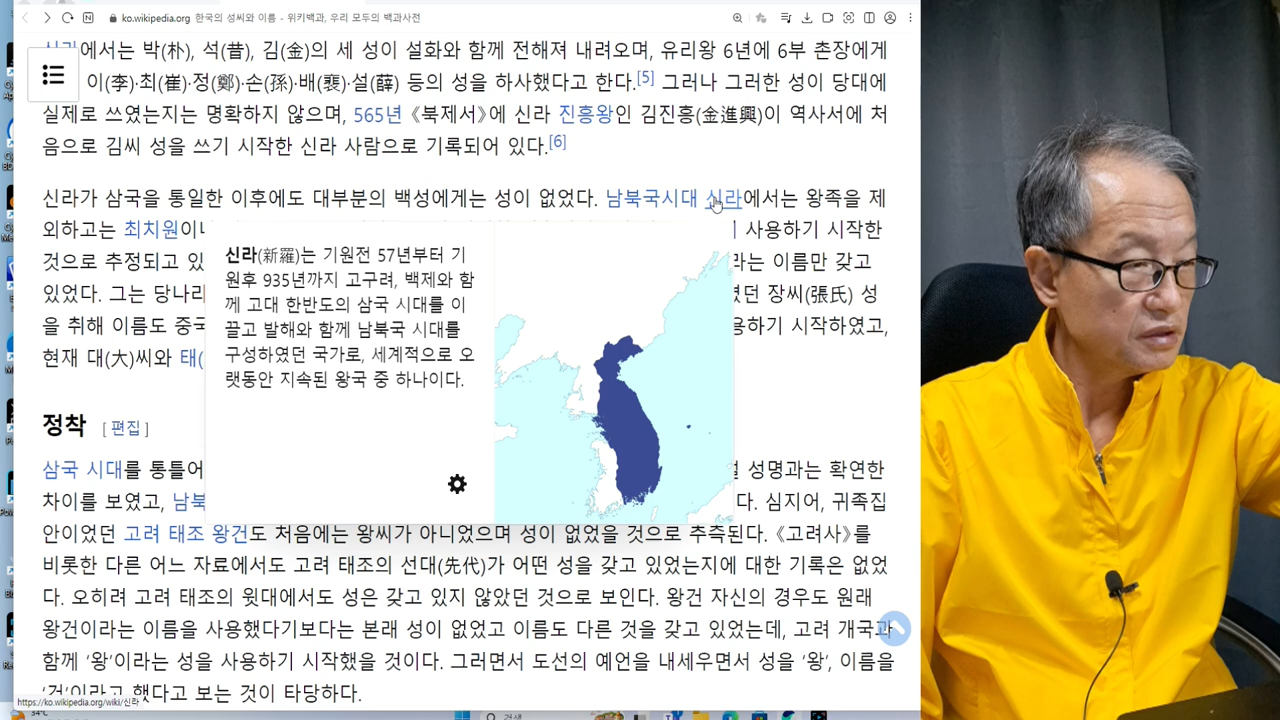 ko.wikipedia.org 한국의 성씨와 이름 - 위키백과, 우리 모두의 백과사전
신라에서는 박(朴), 석(昔), 김(金)의 세 성이 설화와 함께 전해져 내려오며, 유리왕 6년에 6부 촌장에게
이(李)·최(崔)·정(鄭)·손(孫)·배(裵)·설(薛) 등의 성을 하사했다고 한다.[5] 그러나 그러한 성이 당대에
실제로 쓰였는지는 명확하지 않으며, 565년 《북제서》에 신라 진흥왕인 김진흥(金進興)이 역사서에 처
음으로 김씨 성을 쓰기 시작한 신라 사람으로 기록되어 있다.[6]
신라가 삼국을 통일한 이후에도 대부분의 백성에게는 성이 없었다. 남북국시대 신라에서는 왕족을 제
외하고는 최치원이나
사용하기 시작한
것으로 추정되고 있
라는 이름만 갖고
있었다. 그는 당나라
였던 장씨(張氏) 성
을 취해 이름도 중국
용하기 시작하였고,
현재 대(大)씨와 태(
신라(新羅)는 기원전 57년부터 기
원후 935년까지 고구려, 백제와 함
께 고대 한반도의 삼국 시대를 이
끌고 발해와 함께 남북국 시대를
구성하였던 국가로, 세계적으로 오
랫동안 지속된 왕국 중 하나이다.
정착 [ 편집 ]
삼국 시대를 통틀어
성명과는 확연한
차이를 보였고, 남북
다. 심지어, 귀족집
안이었던 고려 태조 왕건도 처음에는 왕씨가 아니었으며 성이 없었을 것으로 추측된다. 《고려사》를
비롯한 다른 어느 자료에서도 고려 태조의 선대(先代)가 어떤 성을 갖고 있었는지에 대한 기록은 없었
다. 오히려 고려 태조의 윗대에서도 성은 갖고 있지 않았던 것으로 보인다. 왕건 자신의 경우도 원래
왕건이라는 이름을 사용했다기보다는 본래 성이 없었고 이름도 다른 것을 갖고 있었는데, 고려 개국과
함께 ‘왕’이라는 성을 사용하기 시작했을 것이다. 그러면서 도선의 예언을 내세우면서 성을 ‘왕’, 이름을
‘건’이라고 했다고 보는 것이 타당하다.
https://ko.wikipedia.org/wiki/신라
34℃
검색